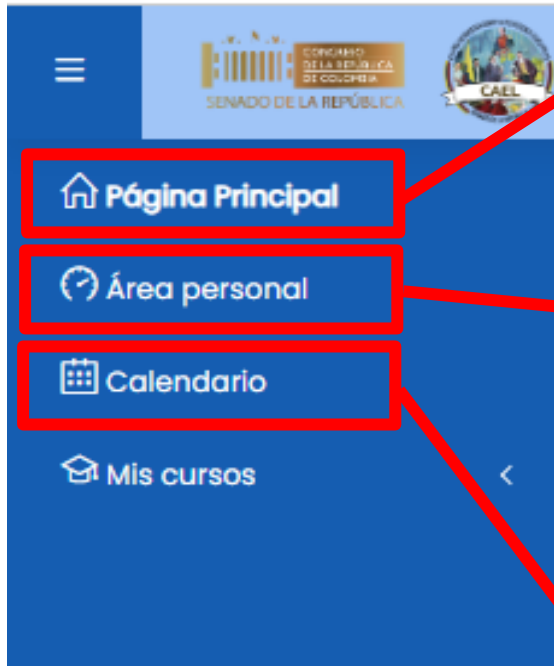 CONGRESO
DE LA REPÚBLICA
DE COLOMBIA
SENADO DE LA REPÚBLICA
CAEL
Página Principal
Área personal
Calendario
Mis cursos